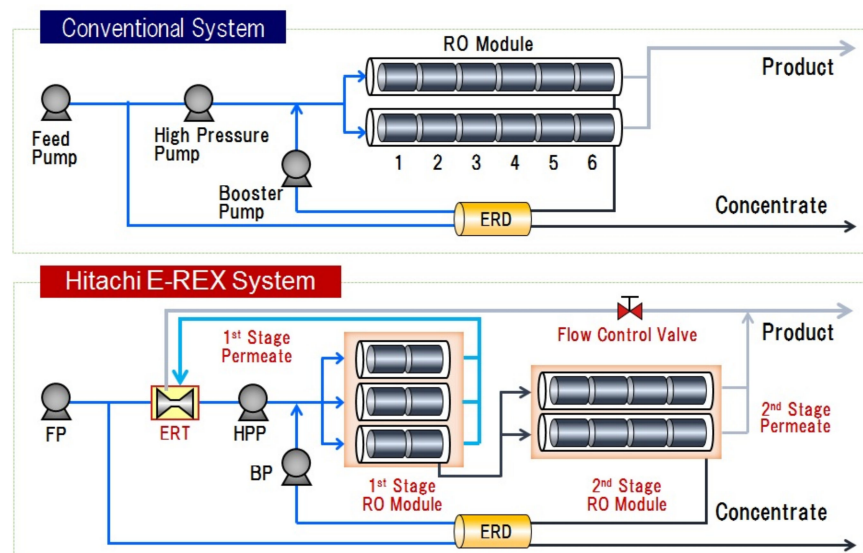 Conventional System
RO Module
Product
Feed
Pump
High Pressure
Pump
1 2 3 4 5 6
Booster
Pump
ERD
Concentrate
Hitachi E-REX System
1st Stage
Permeate
Flow Control Valve
Product
FP
ERT
HPP
2nd Stage
Permeate
BP
1st Stage
RO Module
2nd Stage
RO Module
ERD
Concentrate